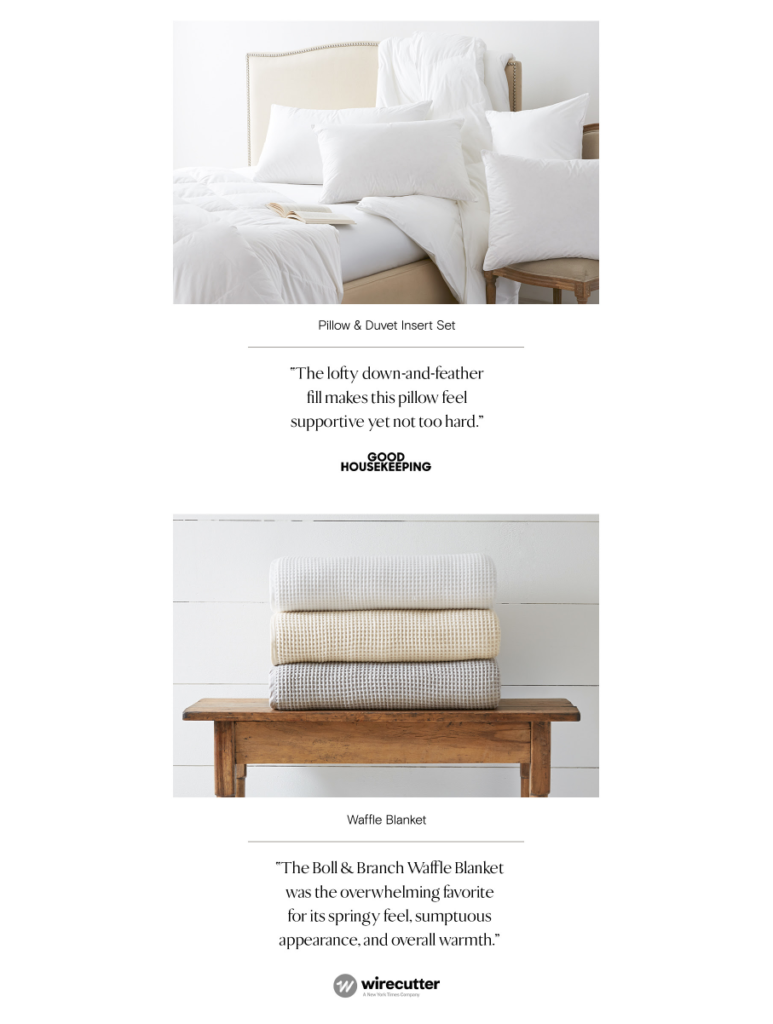 Pillow & Duvet Insert Set
"The lofty down-and-feather
fill makes this pillow feel
supportive yet not too hard."
GOOD
HOUSEKEEPING
Waffle Blanket
"The Boll & Branch Waffle Blanket
was the overwhelming favorite
for its springy feel, sumptuous
appearance, and overall warmth."
wirecutter
A New York Times Company